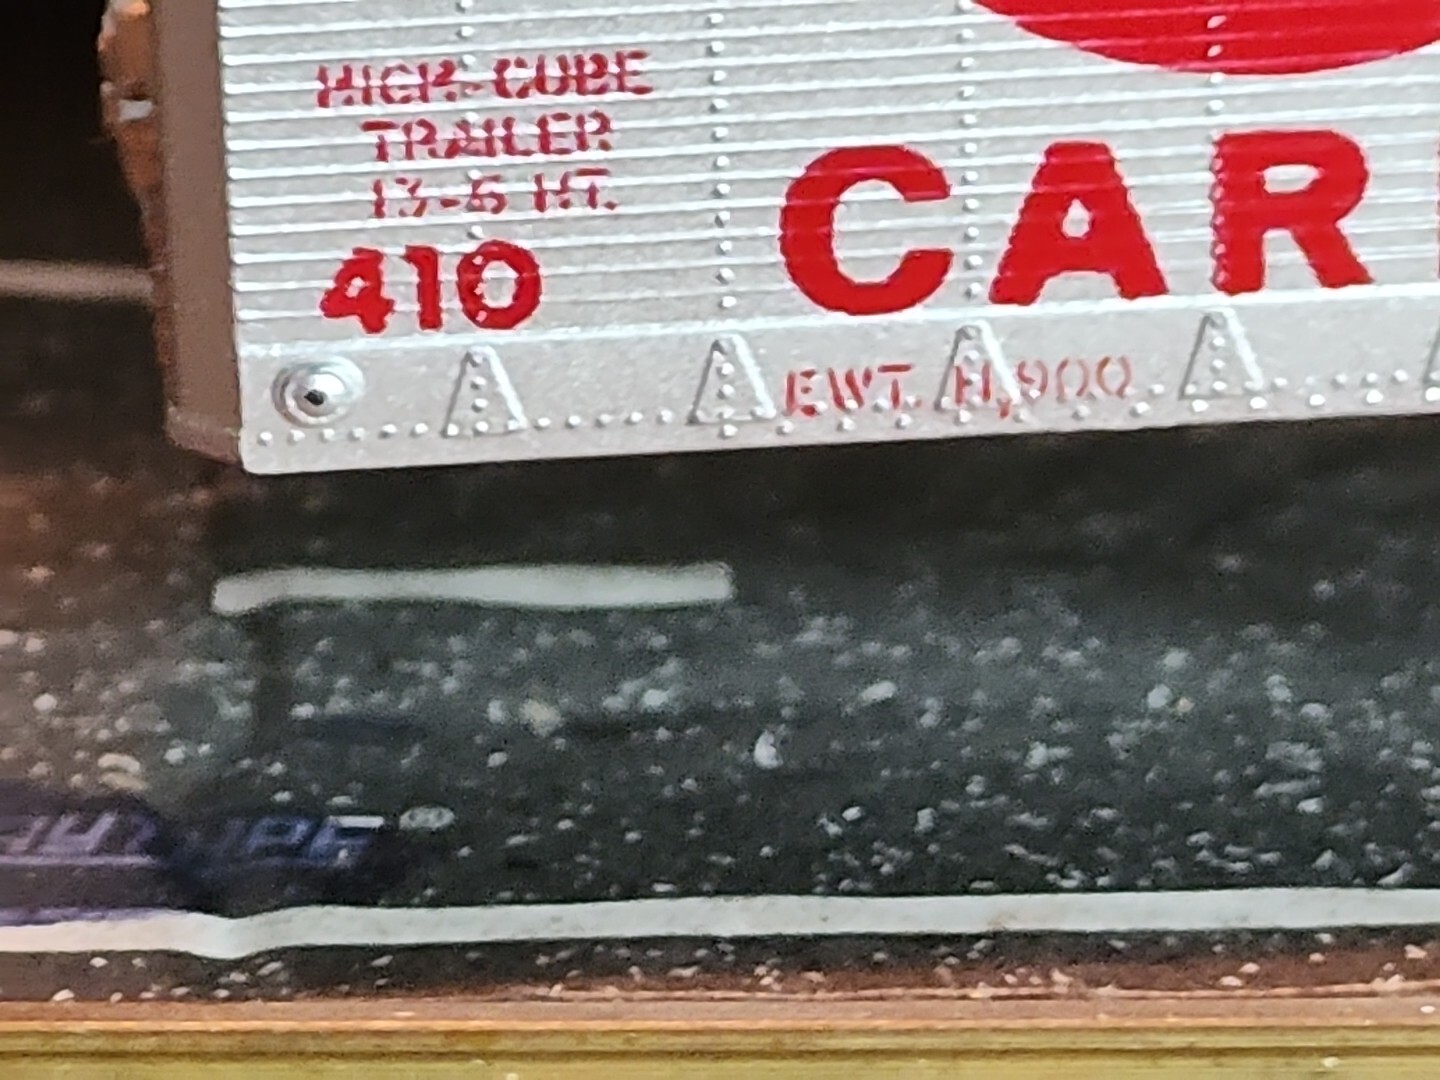 HIGH-CUBE
TRAILER
13-6 HT.
410
CAR
EWT. 11,900